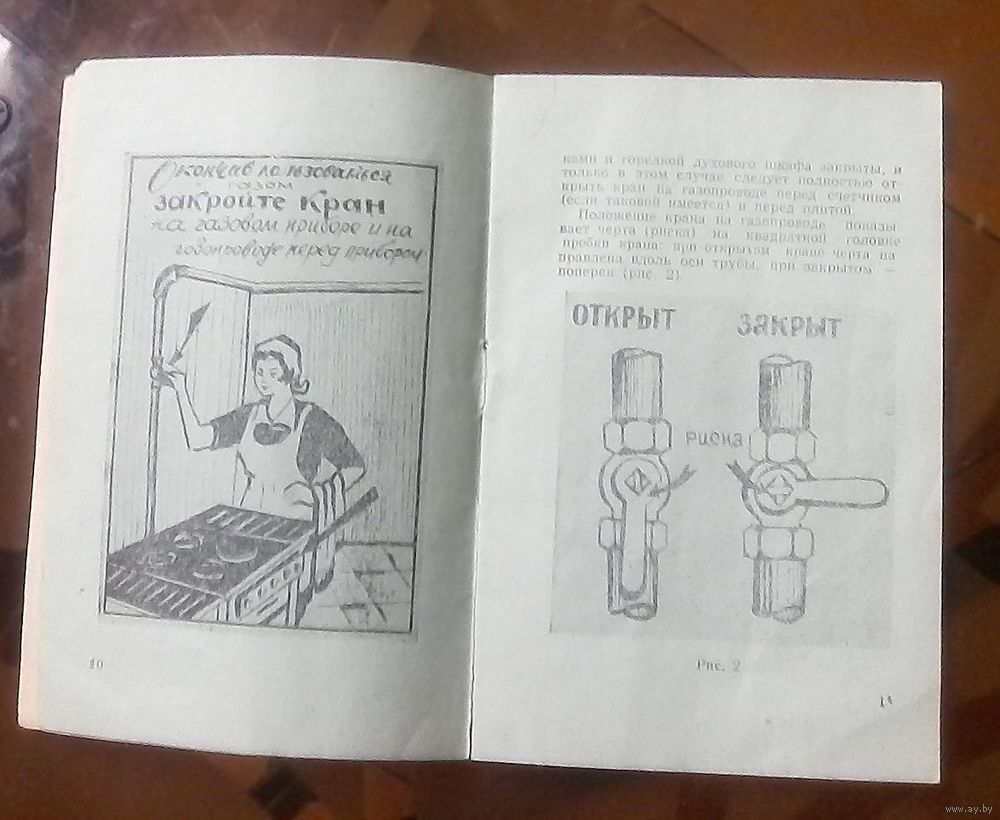 Окончив пользоваться
газом
закройте кран
на газовом приборе и на
газопроводе перед прибором
10
ками и горелкой духового шкафа закрыты, и
только в этом случае следует полностью от-
крыть кран на газопроводе перед счетчиком
(если таковой имеется) и перед плитой.
Положение крана на газопроводе показы
вает черта (риска) на квадратной головке
пробки крана: при открытом кране черта на
правлена вдоль оси трубы, при закрытом —
поперек (рис. 2).
ОТКРЫТ
ЗАКРЫТ
РИСКА
Рис. 2
www.ay.by